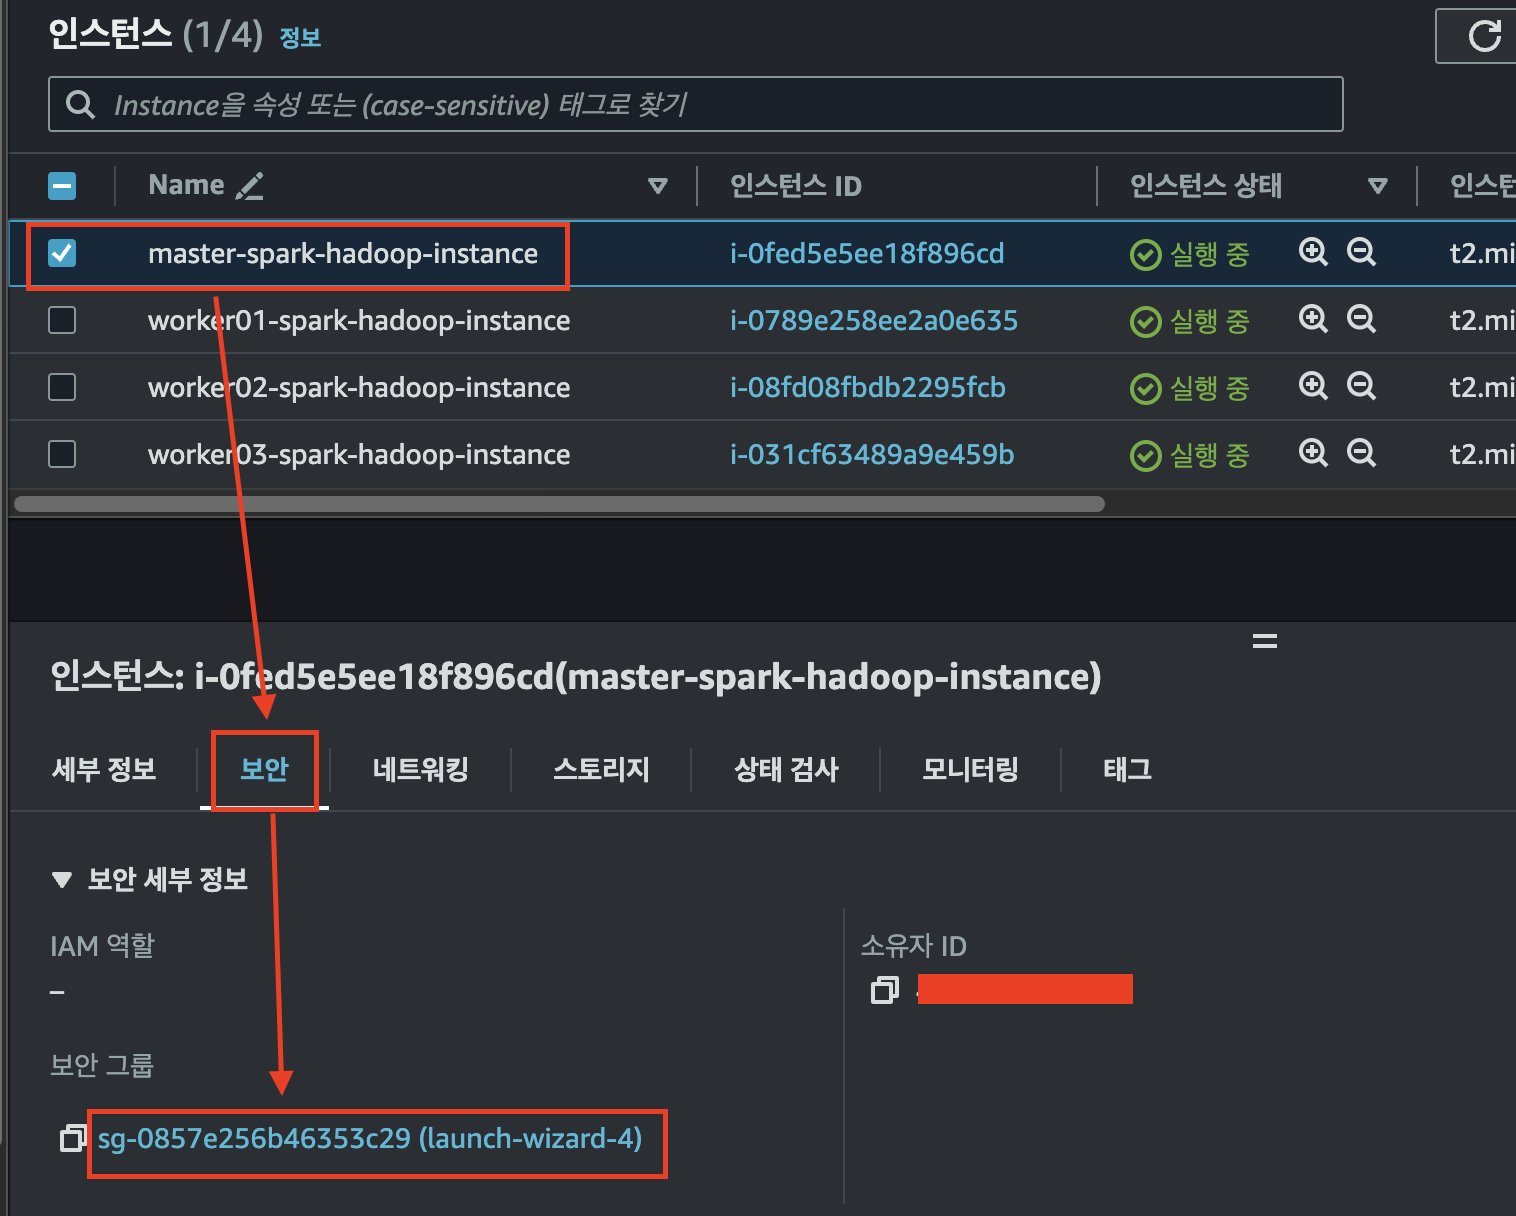 인스턴스 (1/4) 정보
Instance을 속성 또는 (case-sensitive) 태그로 찾기
Name 인스턴스 ID 인스턴스 상태
master-spark-hadoop-instance i-0fed5e5ee18f896cd 실행 중 t2.mi
worker01-spark-hadoop-instance i-0789e258ee2a0e635 실행 중 t2.mi
worker02-spark-hadoop-instance i-08fd08fbdb2295fcb 실행 중 t2.mi
worker03-spark-hadoop-instance i-031cf63489a9e459b 실행 중 t2.mi
인스턴스: i-0fed5e5ee18f896cd(master-spark-hadoop-instance)
세부 정보 보안 네트워킹 스토리지 상태 검사 모니터링 태그
보안 세부 정보
IAM 역할
–
소유자 ID
보안 그룹
sg-0857e256b46353c29 (launch-wizard-4)